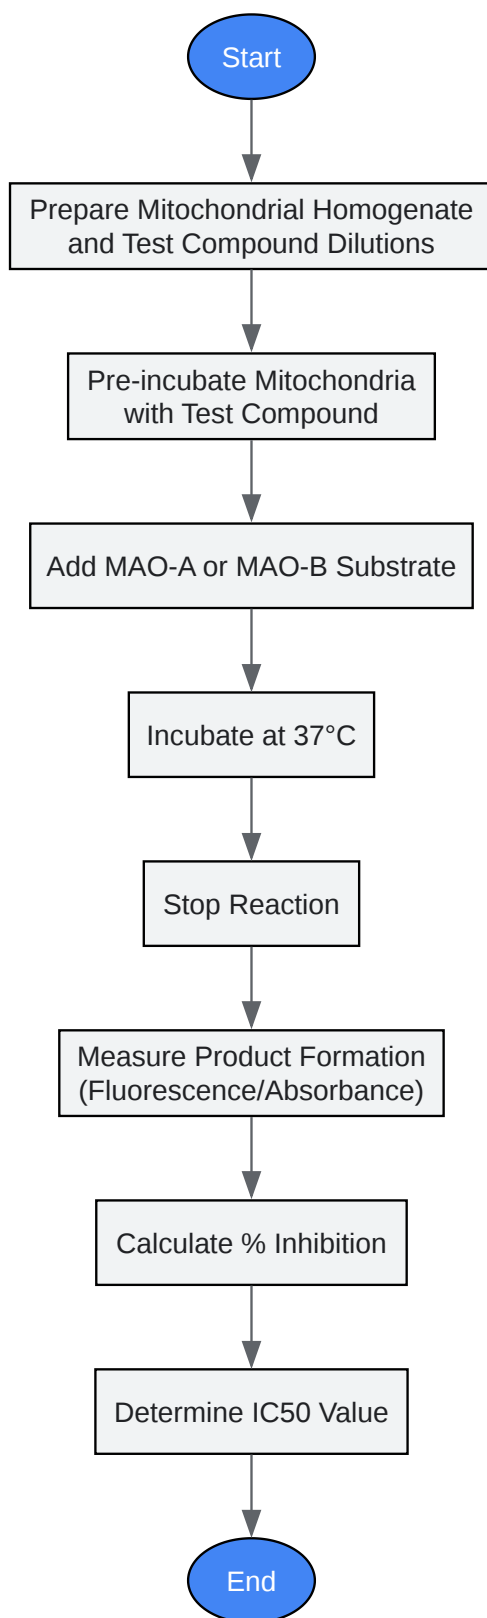 Start
Prepare Mitochondrial Homogenate
and Test Compound Dilutions
Pre-incubate Mitochondria
with Test Compound
Add MAO-A or MAO-B Substrate
Incubate at 37°C
Stop Reaction
Measure Product Formation
(Fluorescence/Absorbance)
Calculate % Inhibition
Determine IC50 Value
End